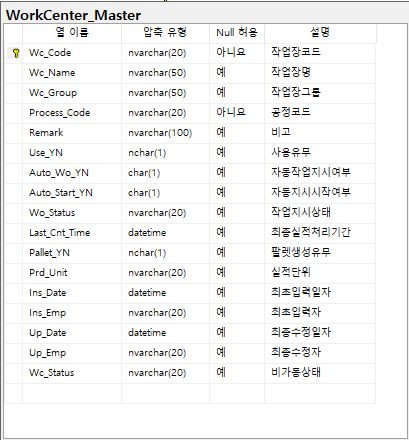 WorkCenter_Master
열 이름 압축 유형 Null 허용 설명
Wc_Code nvarchar(20) 아니요 작업장코드
Wc_Name nvarchar(50) 예 작업장명
Wc_Group nvarchar(50) 예 작업장그룹
Process_Code nvarchar(20) 아니요 공정코드
Remark nvarchar(100) 예 비고
Use_YN nchar(1) 예 사용유무
Auto_Wo_YN char(1) 예 자동작업지시여부
Auto_Start_YN char(1) 예 자동지시시작여부
Wo_Status nvarchar(20) 예 작업지시상태
Last_Cnt_Time datetime 예 최종실적처리기간
Pallet_YN nchar(1) 예 팔렛생성유무
Prd_Unit nvarchar(20) 예 실적단위
Ins_Date datetime 예 최초입력일자
Ins_Emp nvarchar(20) 예 최초입력자
Up_Date datetime 예 최종수정일자
Up_Emp nvarchar(20) 예 최종수정자
Wc_Status nvarchar(20) 예 비가동상태